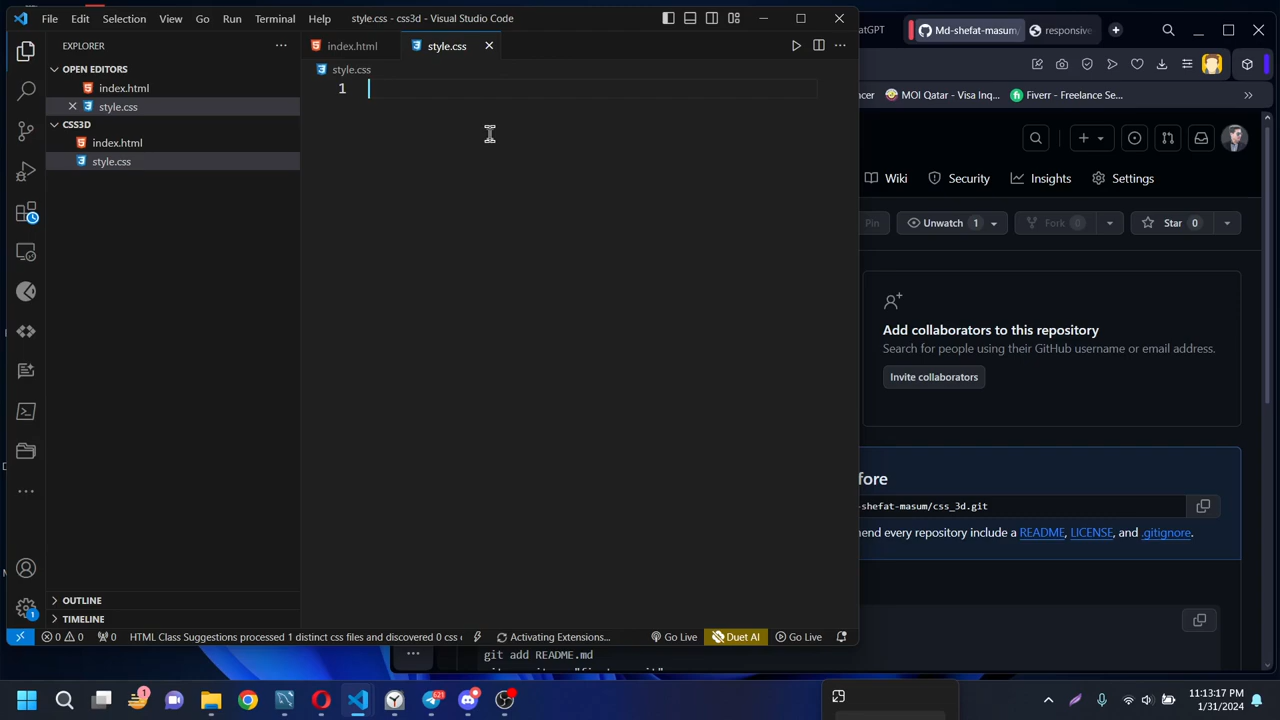 File Edit Selection View Go Run Terminal Help style.css - css3d - Visual Studio Code
EXPLORER
OPEN EDITORS
index.html
style.css
CSS3D
index.html
style.css
OUTLINE
TIMELINE
index.html style.css
style.css
1
0 0 0 HTML Class Suggestions processed 1 distinct css files and discovered 0 css Activating Extensions... Go Live Duet AI Go Live
ChatGPT Md-shefat-masum/ responsive
MOI Qatar - Visa Inq... Fiverr - Freelance Se...
Wiki Security Insights Settings
Pin Unwatch 1 Fork 0 Star 0
Add collaborators to this repository
Search for people using their GitHub username or email address.
Invite collaborators
-shefat-masum/css_3d.git
every repository include a README, LICENSE, and .gitignore.
git add README.md
1
621
11:13:17 PM
1/31/2024